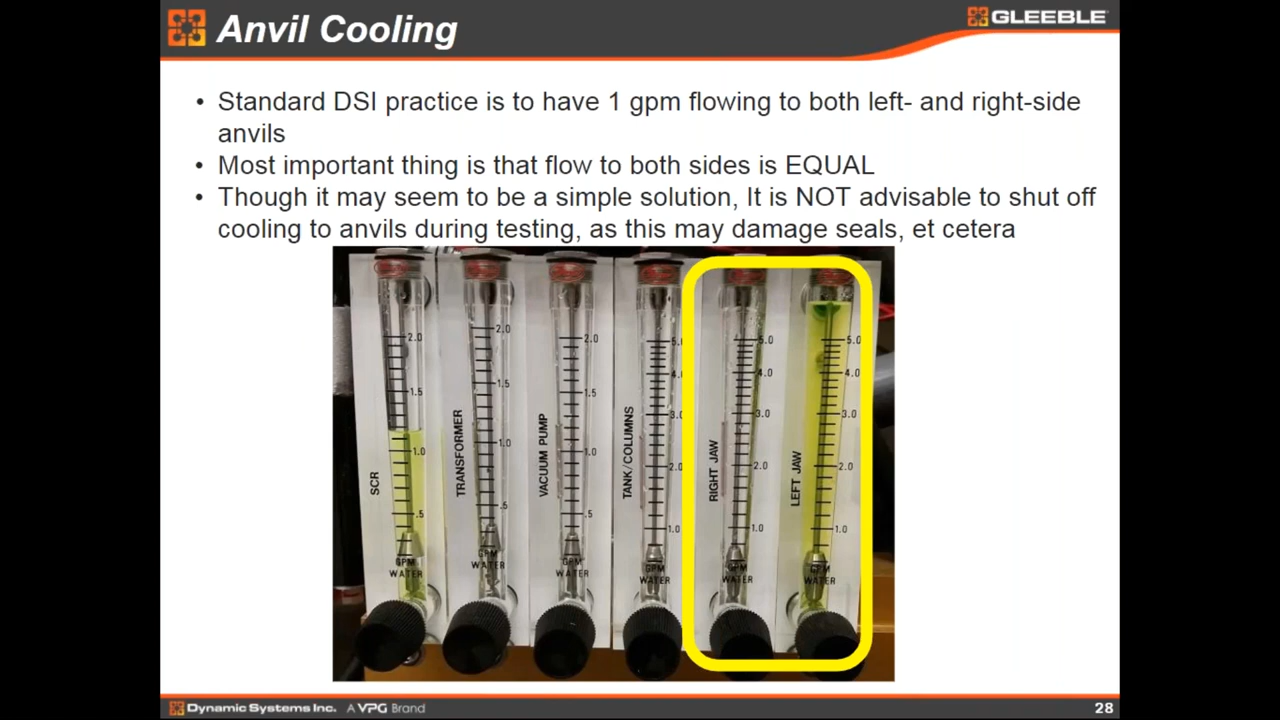 Anvil Cooling
GLEEBLE
• Standard DSI practice is to have 1 gpm flowing to both left- and right-side
anvils
• Most important thing is that flow to both sides is EQUAL
• Though it may seem to be a simple solution, It is NOT advisable to shut off
cooling to anvils during testing, as this may damage seals, et cetera
SCR
2.0
1.5
1.0
.5
GPM
WATER
TRANSFORMER
2.0
1.5
1.0
.5
GPM
WATER
VACUUM PUMP
2.0
1.5
1.0
.5
GPM
WATER
TANK/COLUMNS
5.0
4.0
3.0
2.0
1.0
GPM
WATER
RIGHT JAW
5.0
4.0
3.0
2.0
1.0
GPM
WATER
LEFT JAW
5.0
4.0
3.0
2.0
1.0
GPM
WATER
Dynamic Systems Inc. A VPG Brand
28